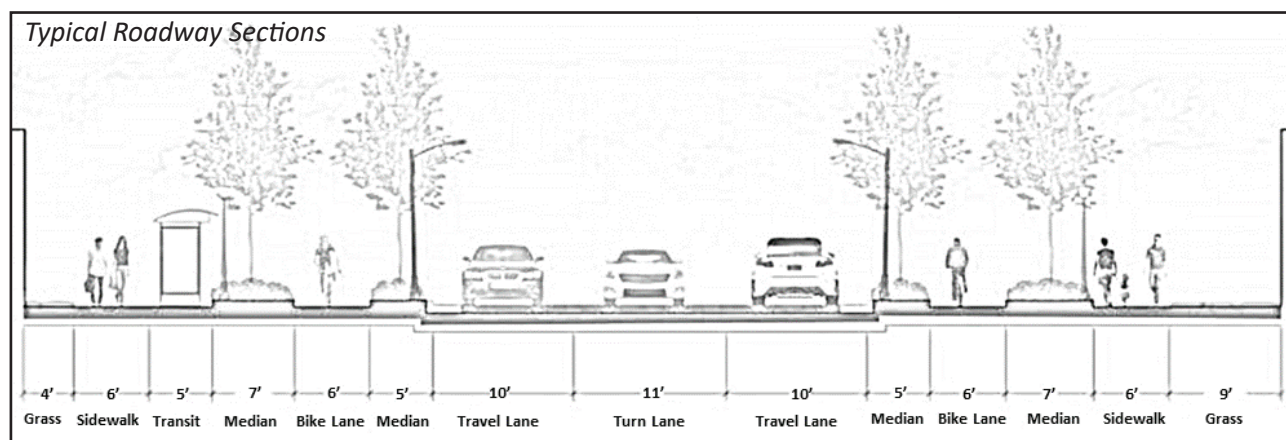 Typical Roadway Sections
4’ 6’ 5’ 7’ 6’ 5’ 10’ 11’ 10’ 5’ 6’ 7’ 6’ 9’
Grass Sidewalk Transit Median Bike Lane Median Travel Lane Turn Lane Travel Lane Median Bike Lane Median Sidewalk Grass